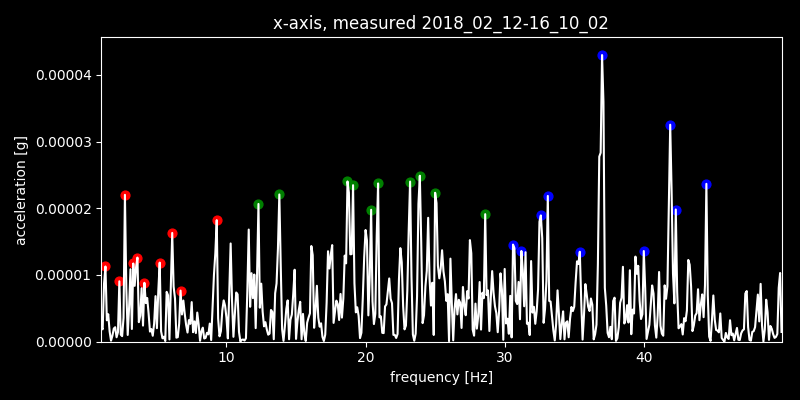 x-axis, measured 2018_02_12-16_10_02
0.00004
0.00003
0.00002
0.00001
0.00000
acceleration [g]
10 20 30 40
frequency [Hz]